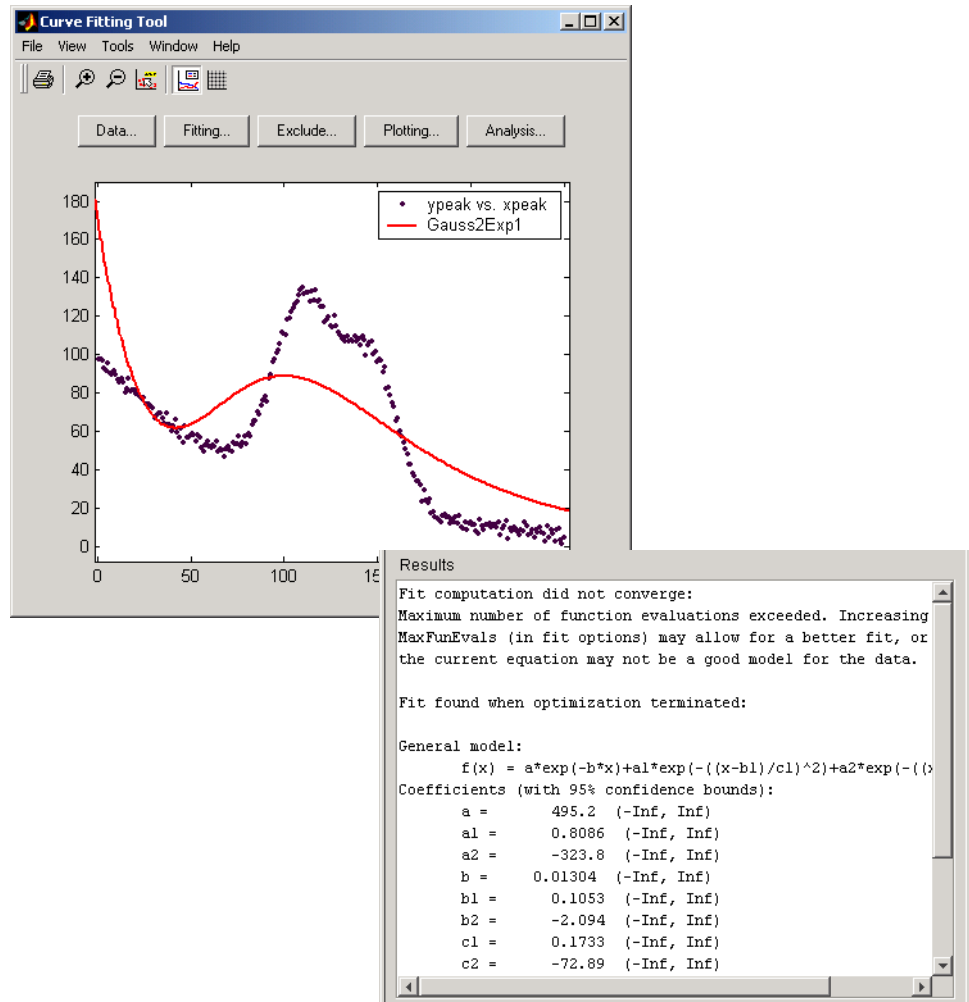 Curve Fitting Tool
File View Tools Window Help
Data... Fitting... Exclude... Plotting... Analysis...
180
160
140
120
100
80
60
40
20
0
ypeak vs. xpeak
Gauss2Exp1
0 50 100 15
Results
Fit computation did not converge:
Maximum number of function evaluations exceeded. Increasing
MaxFunEvals (in fit options) may allow for a better fit, or
the current equation may not be a good model for the data.
Fit found when optimization terminated:
General model:
f(x) = a*exp(-b*x)+a1*exp(-((x-b1)/c1)^2)+a2*exp(-((x
Coefficients (with 95% confidence bounds):
a = 495.2 (-Inf, Inf)
a1 = 0.8086 (-Inf, Inf)
a2 = -323.8 (-Inf, Inf)
b = 0.01304 (-Inf, Inf)
b1 = 0.1053 (-Inf, Inf)
b2 = -2.094 (-Inf, Inf)
c1 = 0.1733 (-Inf, Inf)
c2 = -72.89 (-Inf, Inf)